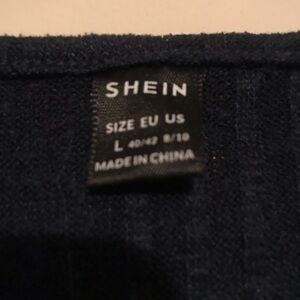 SHEIN
SIZE EU US
L 40/42 8/10
MADE IN CHINA